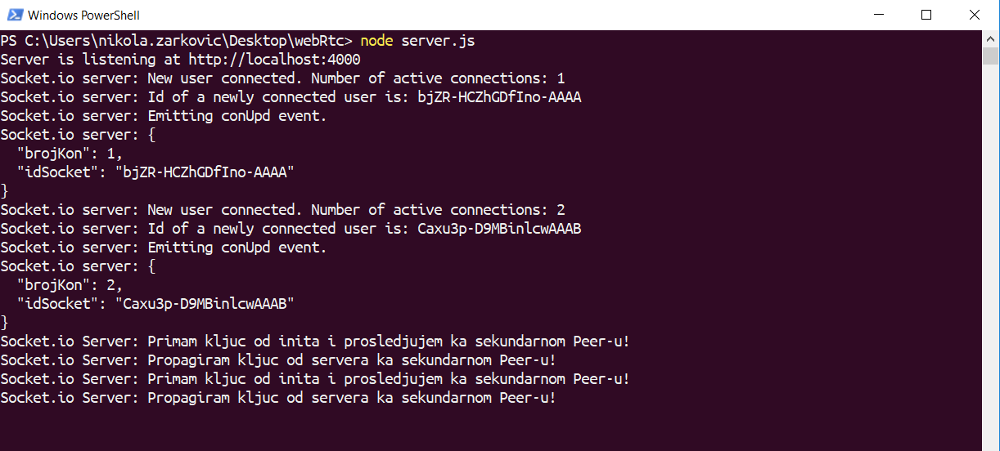 Windows PowerShell
PS C:\Users\nikola.zarkovic\Desktop\webRtc> node server.js
Server is listening at http://localhost:4000
Socket.io server: New user connected. Number of active connections: 1
Socket.io server: Id of a newly connected user is: bjZR-HCZhGDfIno-AAAA
Socket.io server: Emitting conUpd event.
Socket.io server: {
  "brojKon": 1,
  "idSocket": "bjZR-HCZhGDfIno-AAAA"
}
Socket.io server: New user connected. Number of active connections: 2
Socket.io server: Id of a newly connected user is: Caxu3p-D9MBinlcwAAAB
Socket.io server: Emitting conUpd event.
Socket.io server: {
  "brojKon": 2,
  "idSocket": "Caxu3p-D9MBinlcwAAAB"
}
Socket.io Server: Primam kljuc od inita i prosledjujem ka sekundarnom Peer-u!
Socket.io Server: Propagiram kljuc od servera ka sekundarnom Peer-u!
Socket.io Server: Primam kljuc od inita i prosledjujem ka sekundarnom Peer-u!
Socket.io Server: Propagiram kljuc od servera ka sekundarnom Peer-u!